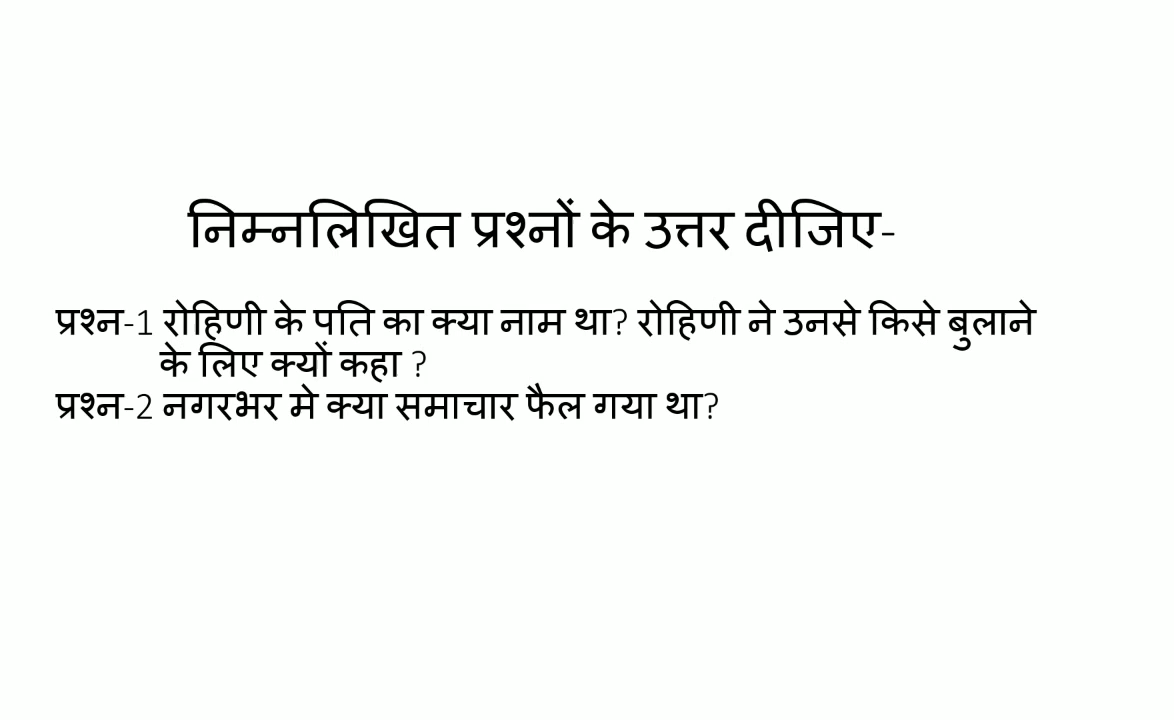 निम्नलिखित प्रश्नों के उत्तर दीजिए-
प्रश्न-1 रोहिणी के पति का क्या नाम था? रोहिणी ने उनसे किसे बुलाने
के लिए क्यों कहा ?
प्रश्न-2 नगरभर मे क्या समाचार फैल गया था?